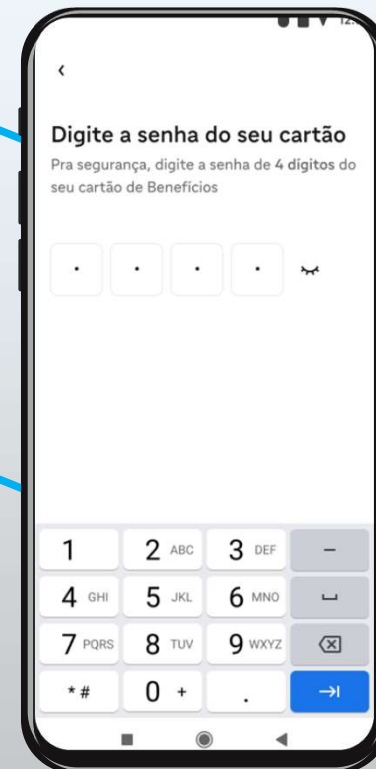 Digite a senha do seu cartão
Pra segurança, digite a senha de 4 dígitos do
seu cartão de Benefícios
1
2 ABC
3 DEF
–
4 GHI
5 JKL
6 MNO
7 PQRS
8 TUV
9 WXYZ
* #
0 +
.